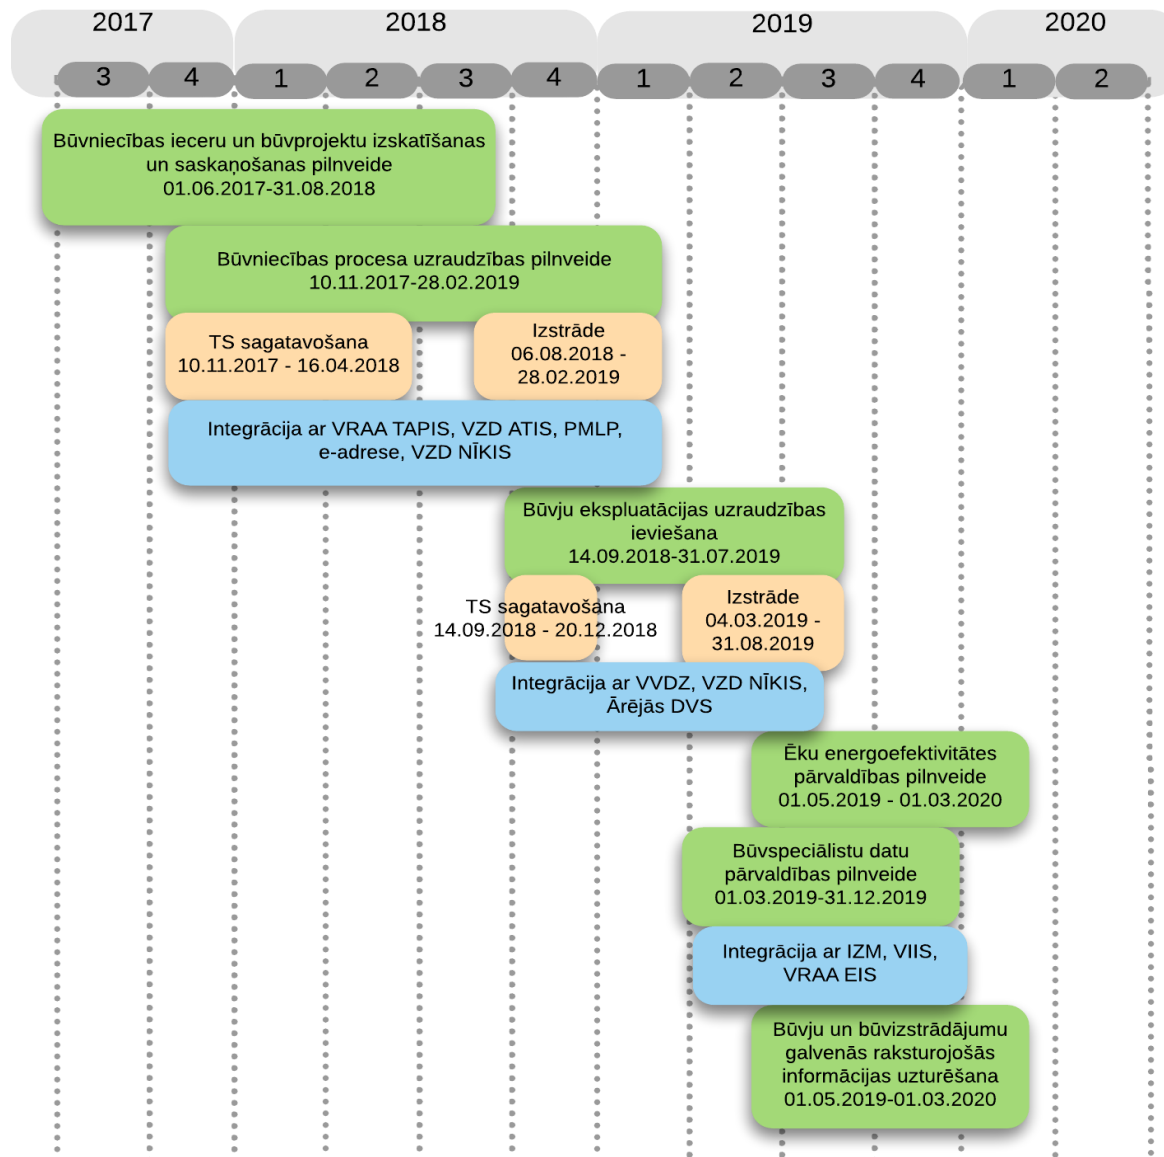 2017
2018
2019
2020
3
4
1
2
3
4
1
2
3
4
1
2
Būvniecības ieceru un būvprojektu izskatīšanas
un saskaņošanas pilnveide
01.06.2017-31.08.2018
Būvniecības procesa uzraudzības pilnveide
10.11.2017-28.02.2019
TS sagatavošana
10.11.2017 - 16.04.2018
Izstrāde
06.08.2018 -
28.02.2019
Integrācija ar VRAA TAPIS, VZD ATIS, PMLP,
e-adrese, VZD NĪKIS
Būvju ekspluatācijas uzraudzības
ieviešana
14.09.2018-31.07.2019
TS sagatavošana
14.09.2018 - 20.12.2018
Izstrāde
04.03.2019 -
31.08.2019
Integrācija ar VVDZ, VZD NĪKIS,
Ārējās DVS
Ēku energoefektivitātes
pārvaldības pilnveide
01.05.2019 - 01.03.2020
Būvspeciālistu datu
pārvaldības pilnveide
01.03.2019-31.12.2019
Integrācija ar IZM, VIIS,
VRAA EIS
Būvju un būvizstrādājumu
galvenās raksturojošās
informācijas uzturēšana
01.05.2019-01.03.2020